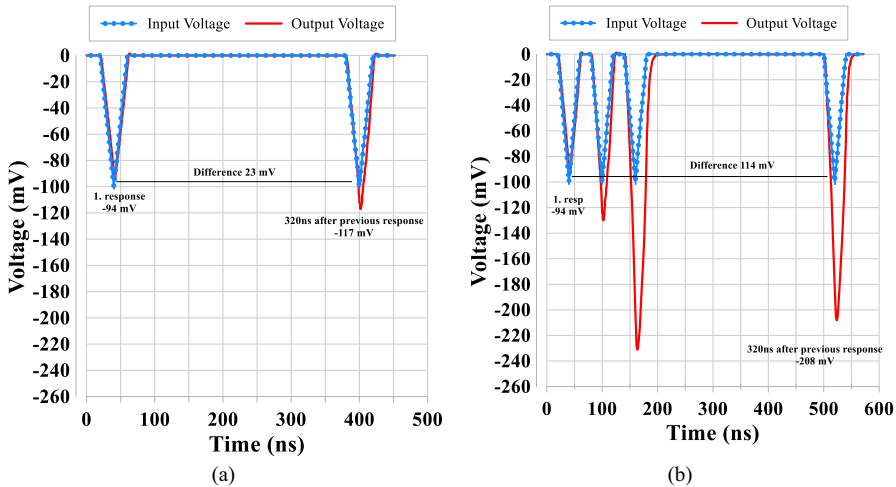 Input Voltage Output Voltage
0
-20
-40
-60
-80
-100
-120
-140
-160
-180
-200
-220
-240
-260
Voltage (mV)
Difference 23 mV
1. response
-94 mV
320ns after previous response
-117 mV
0 100 200 300 400 500
Time (ns)
(a)
Input Voltage Output Voltage
0
-20
-40
-60
-80
-100
-120
-140
-160
-180
-200
-220
-240
-260
Voltage (mV)
Difference 114 mV
1. resp
-94 mV
320ns after previous response
-208 mV
0 100 200 300 400 500 600
Time (ns)
(b)